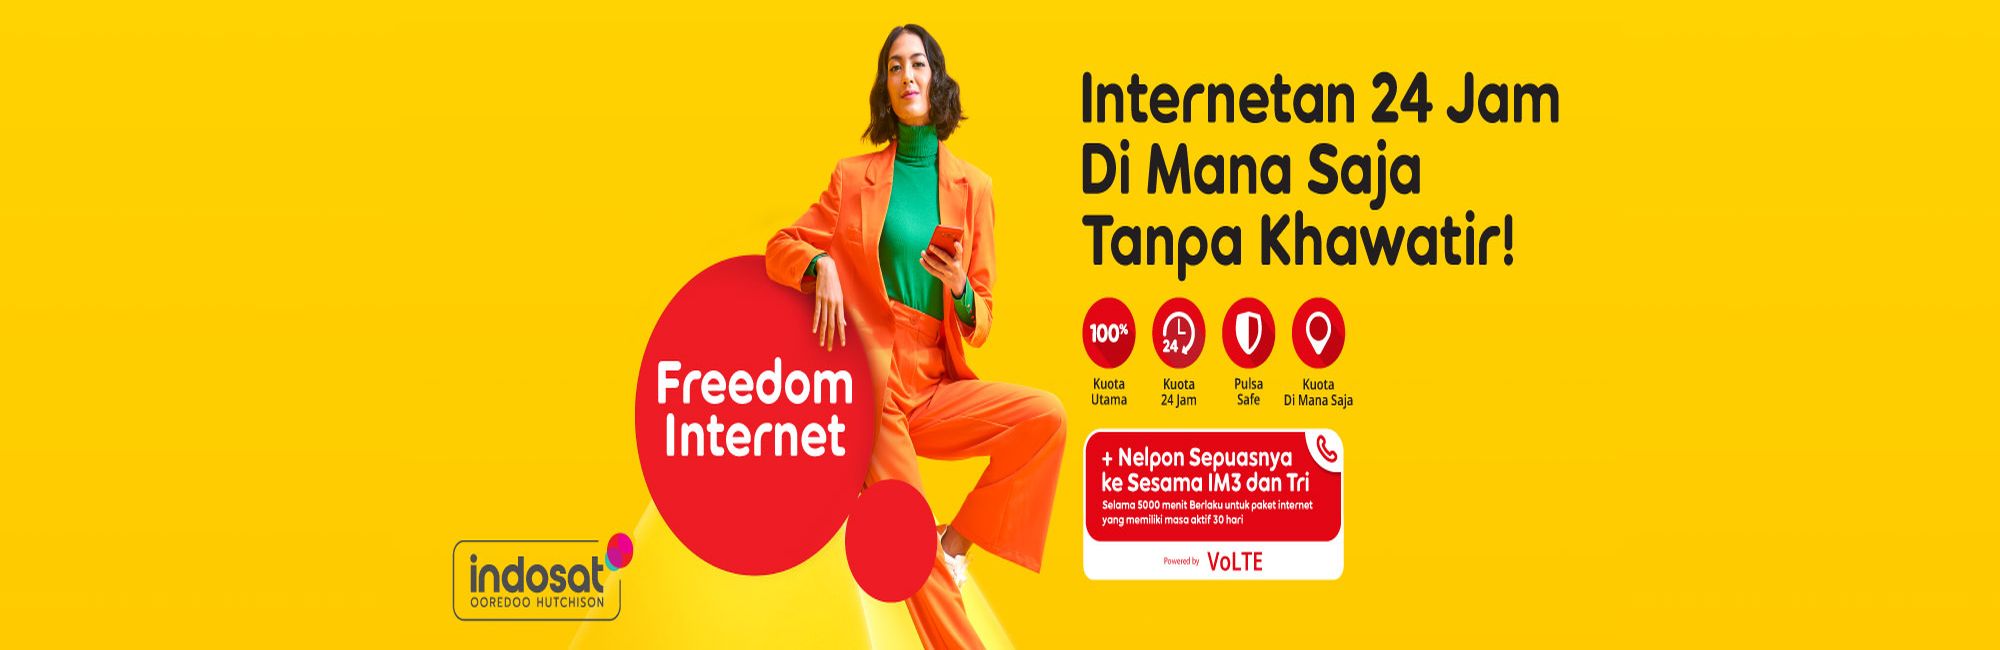 Internetan 24 Jam
Di Mana Saja
Tanpa Khawatir!
100%
Kuota
Utama
24
Kuota
24 Jam
Pulsa
Safe
Kuota
Di Mana Saja
+ Nelpon Sepuasnya
ke Sesama IM3 dan Tri
Selama 5000 menit Berlaku untuk paket internet
yang memiliki masa aktif 30 hari
Powered by VoLTE
Freedom
Internet
indosat
OOREDOO HUTCHISON